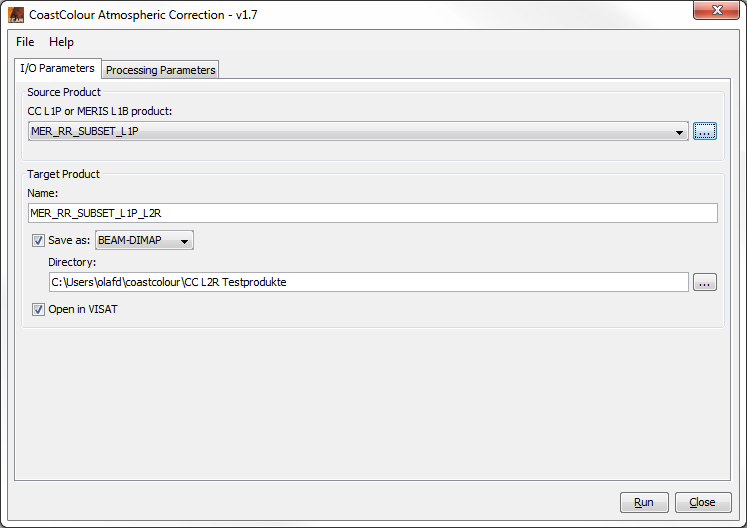 CoastColour Atmospheric Correction - v1.7
File Help
I/O Parameters Processing Parameters
Source Product
CC L1P or MERIS L1B product:
MER_RR_SUBSET_L1P ...
Target Product
Name:
MER_RR_SUBSET_L1P_L2R
Save as: BEAM-DIMAP
Directory:
C:\Users\olafd\coastcolour\CC L2R Testprodukte ...
Open in VISAT
Run Close